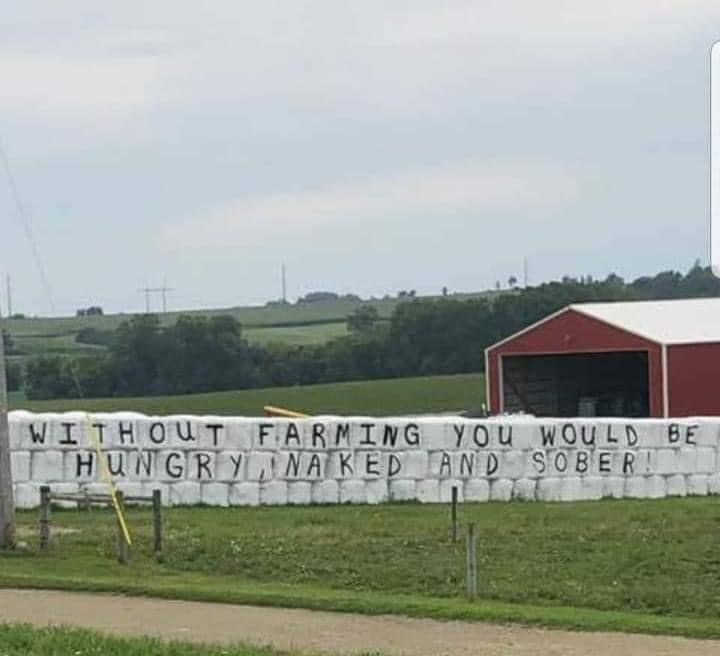 WITHOUT FARMING YOU WOULD BE
HUNGRY, NAKED AND SOBER!